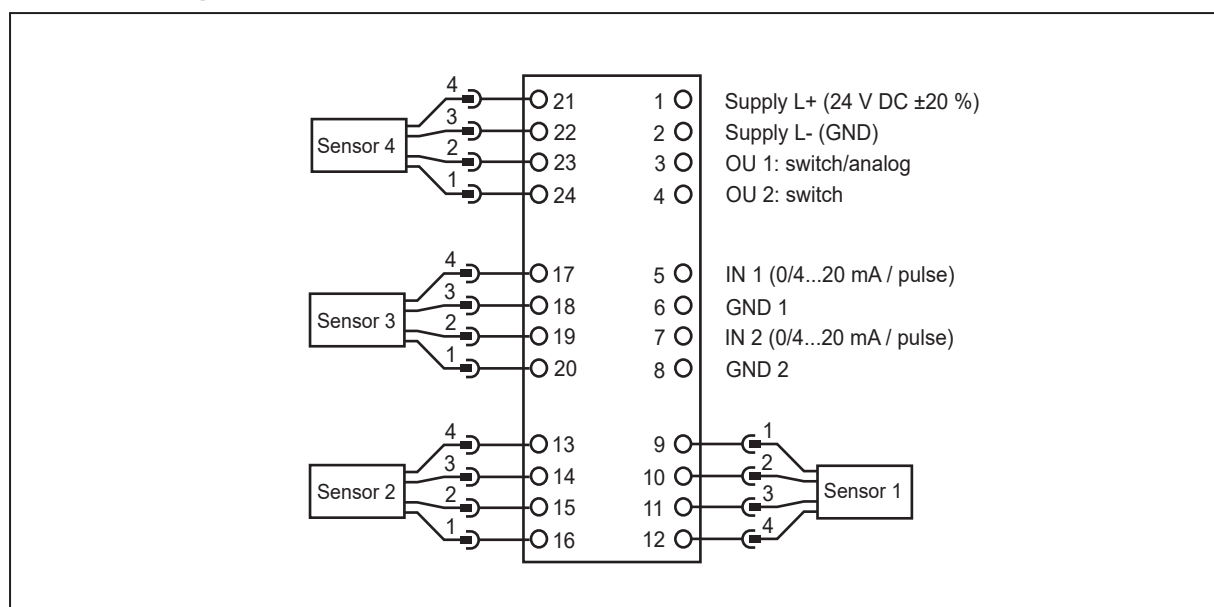 4 21 1 Supply L+ (24 V DC ±20 %)
3 22 2 Supply L- (GND)
Sensor 4
2 23 3 OU 1: switch/analog
1 24 4 OU 2: switch
4 17 5 IN 1 (0/4...20 mA / pulse)
3 18 6 GND 1
Sensor 3
2 19 7 IN 2 (0/4...20 mA / pulse)
1 20 8 GND 2
4 13 9 1
3 14 10 2
Sensor 2 Sensor 1
2 15 11 3
1 16 12 4